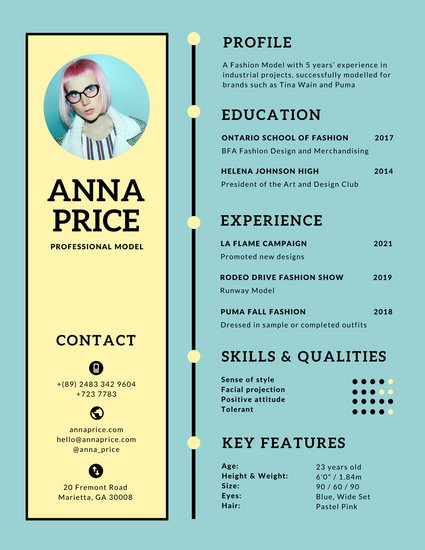 ANNA
PRICE
PROFESSIONAL MODEL
CONTACT
+(89) 2483 342 9604
+723 7783
annaprice.com
hello@annaprice.com
@anna_price
20 Fremont Road
Marietta, GA 30008
PROFILE
A Fashion Model with 5 years' experience in
industrial projects, successfully modelled for
brands such as Tina Wain and Puma
EDUCATION
ONTARIO SCHOOL OF FASHION 2017
BFA Fashion Design and Merchandising
HELENA JOHNSON HIGH 2014
President of the Art and Design Club
EXPERIENCE
LA FLAME CAMPAIGN 2021
Promoted new designs
RODEO DRIVE FASHION SHOW 2019
Runway Model
PUMA FALL FASHION 2018
Dressed in sample or completed outfits
SKILLS & QUALITIES
Sense of style
Facial projection
Positive attitude
Tolerant
KEY FEATURES
Age: 23 years old
Height & Weight: 6'0" / 1.84m
Size: 90 / 60 / 90
Eyes: Blue, Wide Set
Hair: Pastel Pink